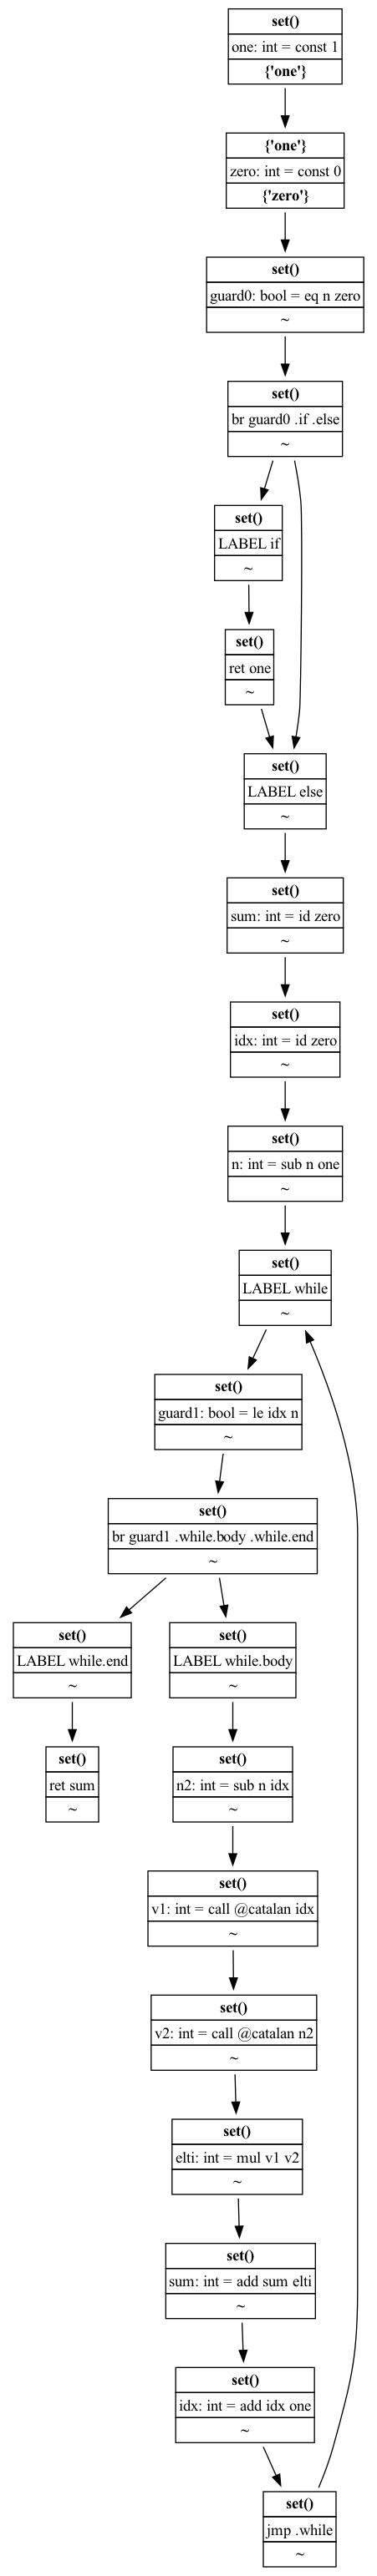 set()
one: int = const 1
{'one'}
{'one'}
zero: int = const 0
{'zero'}
set()
guard0: bool = eq n zero
~
set()
br guard0 .if .else
~
set()
LABEL if
~
set()
ret one
~
set()
LABEL else
~
set()
sum: int = id zero
~
set()
idx: int = id zero
~
set()
n: int = sub n one
~
set()
LABEL while
~
set()
guard1: bool = le idx n
~
set()
br guard1 .while.body .while.end
~
set()
LABEL while.end
~
set()
LABEL while.body
~
set()
ret sum
~
set()
n2: int = sub n idx
~
set()
v1: int = call @catalan idx
~
set()
v2: int = call @catalan n2
~
set()
elti: int = mul v1 v2
~
set()
sum: int = add sum elti
~
set()
idx: int = add idx one
~
set()
jmp .while
~